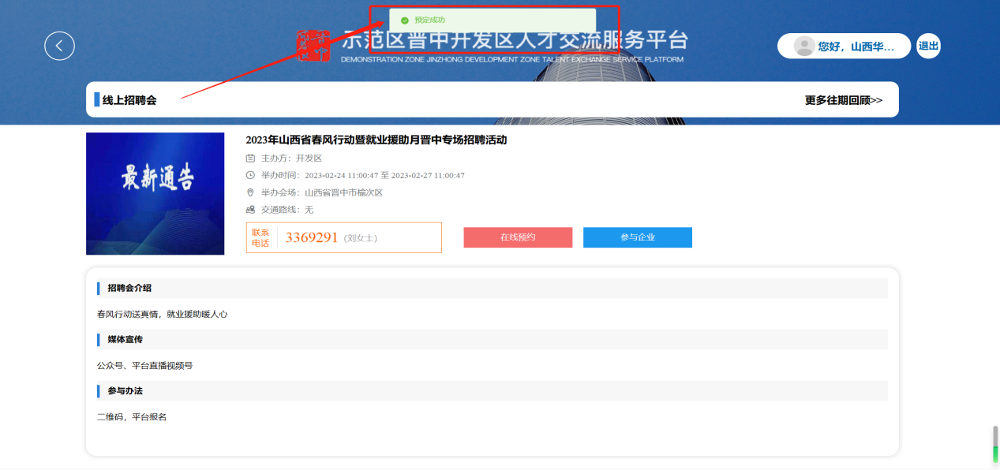 预定成功
示范区晋中开发区人才交流服务平台
DEMONSTRATION ZONE JINZHONG DEVELOPMENT ZONE TALENT EXCHANGE SERVICE PLATFORM
您好，山西华...
退出
线上招聘会
更多往期回顾>>
最新通告
2023年山西省春风行动暨就业援助月晋中专场招聘活动
主办方：开发区
举办时间：2023-02-24 11:00:47 至 2023-02-27 11:00:47
举办会场：山西省晋中市榆次区
交通路线：无
联系电话 3369291 (刘女士)
在线预约
参与企业
招聘会介绍
春风行动送真情，就业援助暖人心
媒体宣传
公众号、平台直播视频号
参与办法
二维码，平台报名